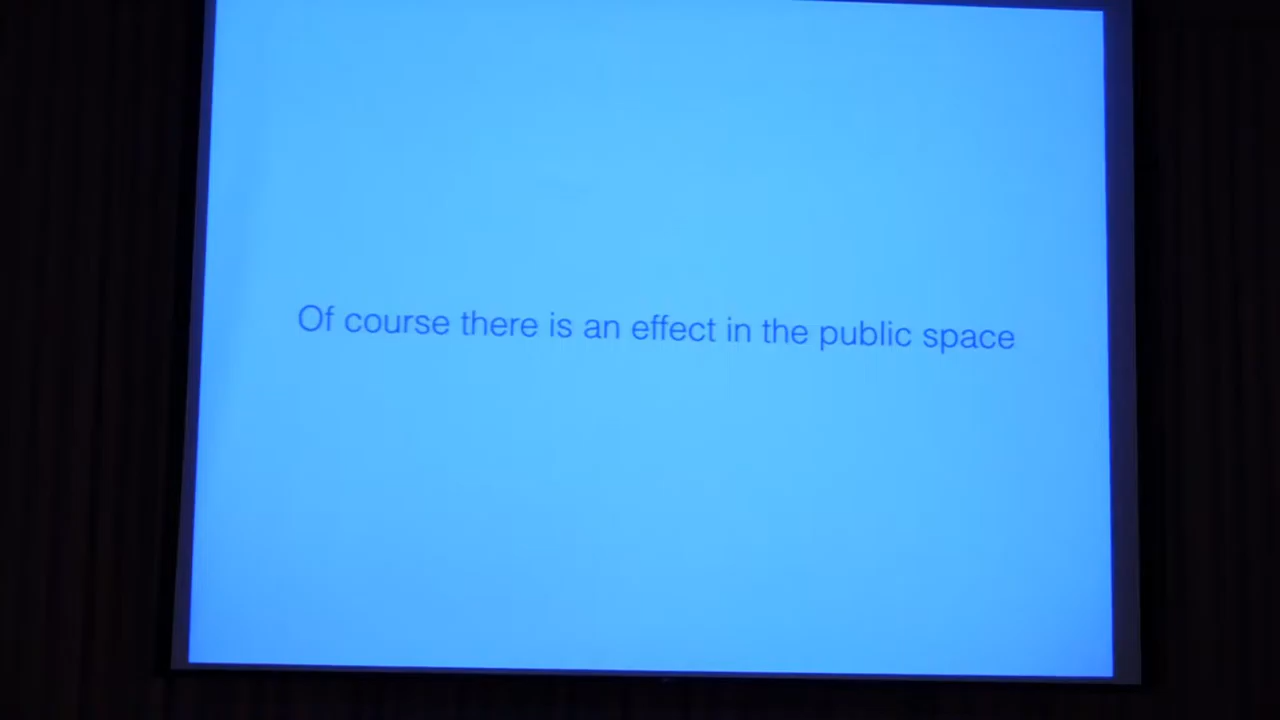 Of course there is an effect in the public space